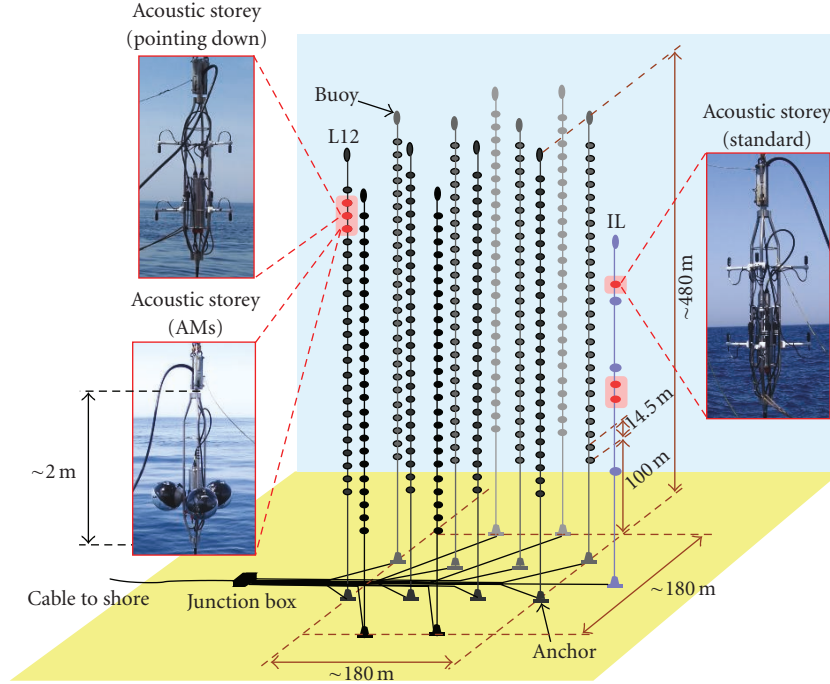 Acoustic storey
(pointing down)
Buoy
L12
Acoustic storey
(standard)
IL
~480 m
Acoustic storey
(AMs)
14.5 m
100 m
~2 m
~180 m
Cable to shore
Junction box
Anchor
~180 m